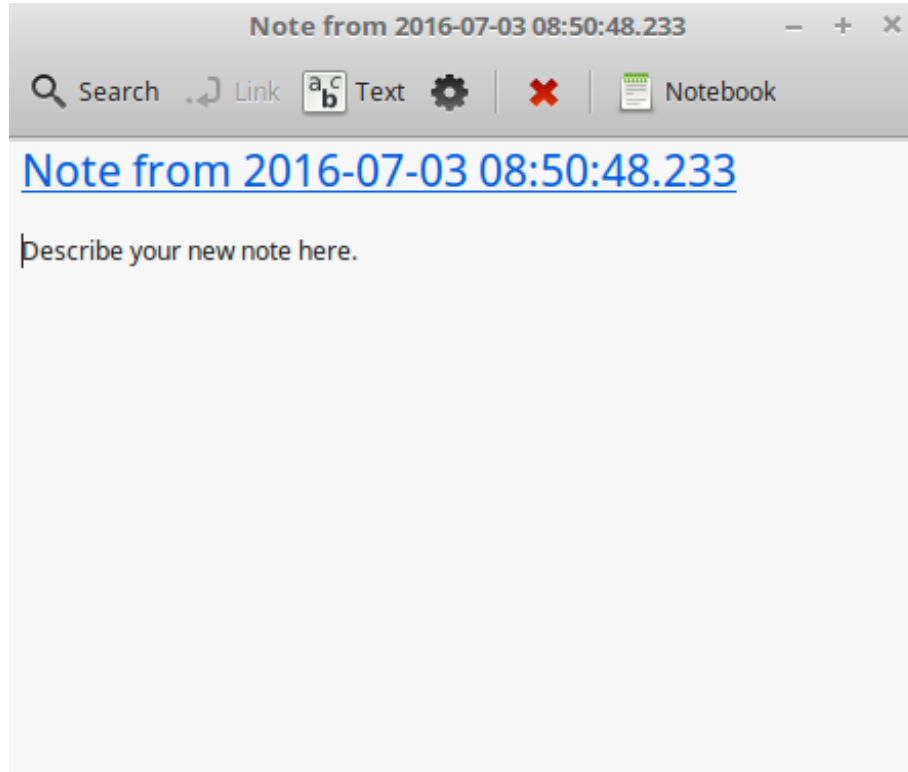 Note from 2016-07-03 08:50:48.233
Search Link abc Text Notebook
Note from 2016-07-03 08:50:48.233
Describe your new note here.